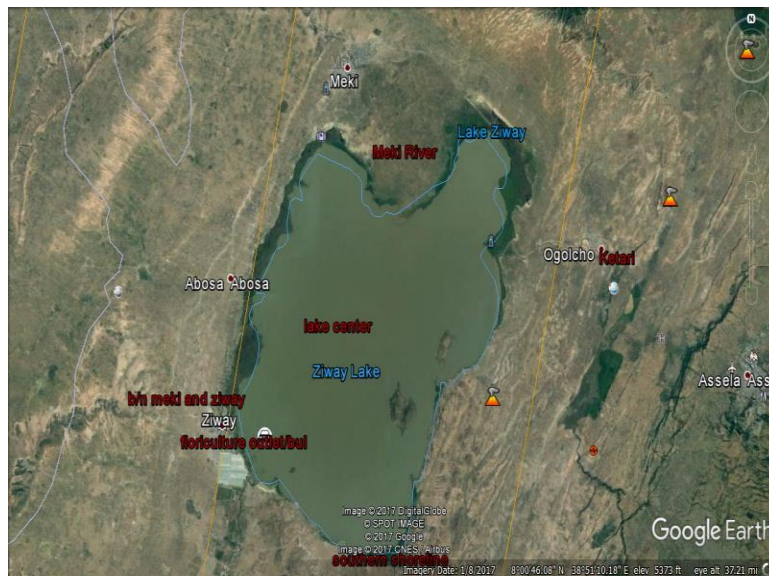 N
Meki
Lake Ziway
Meki River
Ogolcho Ketari
Abosa Abosa
lake center
Ziway Lake
Assela Ass
b/n meki and ziway
Ziway
floriculture outlet/bul
Image © 2017 DigitalGlobe
© SPOT IMAGE
© 2017 Google
Image © 2017 CNES / Airbus
Google Earth
southern shoreline
Imagery Date: 1/8/2017 8°00'46.08" N 38°51'10.18" E elev 5373 ft eye alt 37.21 mi